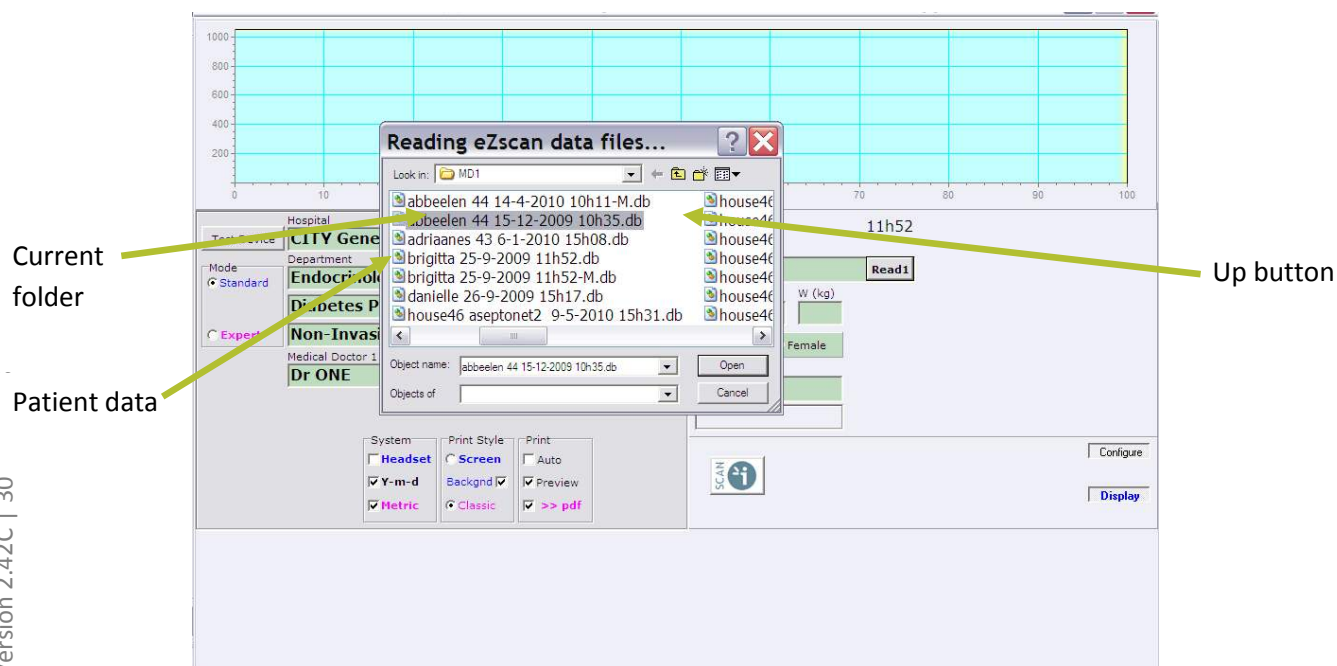 1000
800
600
400
200
0 10 70 80 90 100
Reading eZscan data files...
Look in: MD1
abbeelen 44 14-4-2010 10h11-M.db
abbeelen 44 15-12-2009 10h35.db
adriaanes 43 6-1-2010 15h08.db
brigitta 25-9-2009 11h52.db
brigitta 25-9-2009 11h52-M.db
danielle 26-9-2009 15h17.db
house46 aseptonet2 9-5-2010 15h31.db
house46
house46
house46
house46
house46
house46
house46
Object name: abbeelen 44 15-12-2009 10h35.db
Open
Objects of
Cancel
Hospital
CITY Gene
Department
Endocrinolo
Diabetes P
Non-Invasi
Medical Doctor 1
Dr ONE
Mode
Standard
Expert
11h52
Read1
W (kg)
Female
System
Headset
Y-m-d
Metric
Print Style
Screen
Backgnd
Classic
Print
Auto
Preview
>> pdf
SCAN
Configure
Display
Current
folder
Patient data
Up button
Version 2.42C | 30